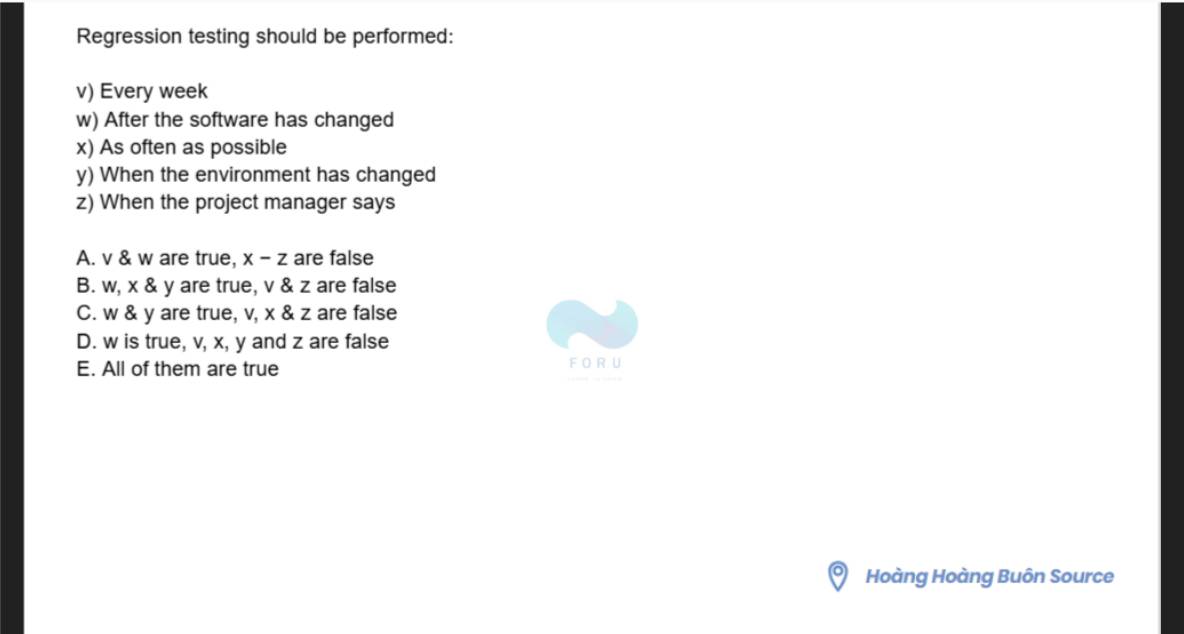 Regression testing should be performed:
v) Every week
w) After the software has changed
x) As often as possible
y) When the environment has changed
z) When the project manager says
A. v & w are true, x – z are false
B. w, x & y are true, v & z are false
C. w & y are true, v, x & z are false
D. w is true, v, x, y and z are false
E. All of them are true
FORU
Hoàng Hoàng Buôn Source